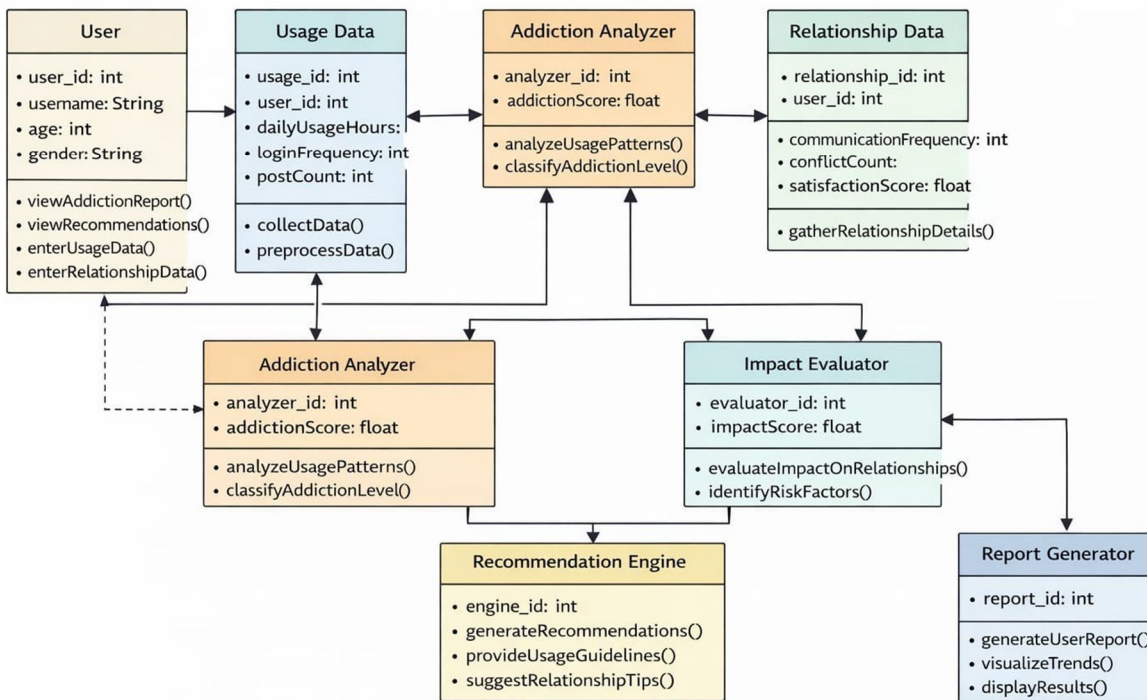 User
• user_id: int
• username: String
• age: int
• gender: String
• viewAddictionReport()
• viewRecommendations()
• enterUsageData()
• enterRelationshipData()
Usage Data
• usage_id: int
• user_id: int
• dailyUsageHours:
• loginFrequency: int
• postCount: int
• collectData()
• preprocessData()
Addiction Analyzer
• analyzer_id: int
• addictionScore: float
• analyzeUsagePatterns()
• classifyAddictionLevel()
Relationship Data
• relationship_id: int
• user_id: int
• communicationFrequency: int
• conflictCount:
• satisfactionScore: float
• gatherRelationshipDetails()
Addiction Analyzer
• analyzer_id: int
• addictionScore: float
• analyzeUsagePatterns()
• classifyAddictionLevel()
Impact Evaluator
• evaluator_id: int
• impactScore: float
• evaluateImpactOnRelationships()
• identifyRiskFactors()
Recommendation Engine
• engine_id: int
• generateRecommendations()
• provideUsageGuidelines()
• suggestRelationshipTips()
Report Generator
• report_id: int
• generateUserReport()
• visualizeTrends()
• displayResults()